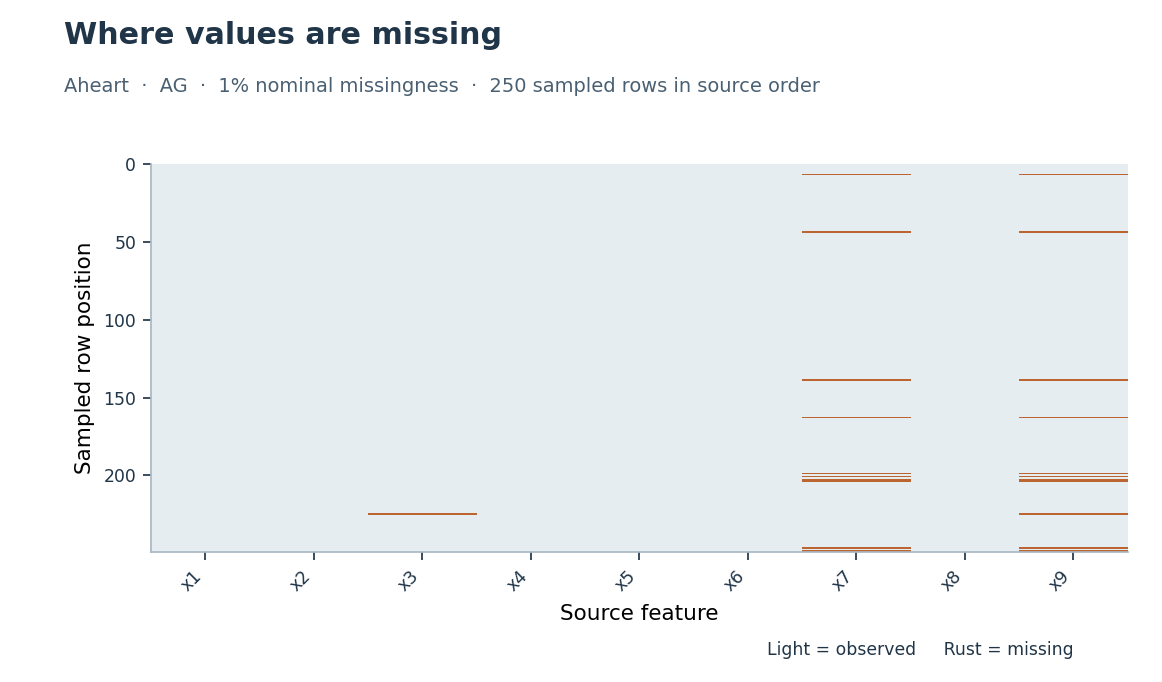 Where values are missing
Aheart · AG · 1% nominal missingness · 250 sampled rows in source order
0
50
100
150
200
Sampled row position
x1 x2 x3 x4 x5 x6 x7 x8 x9
Source feature
Light = observed Rust = missing